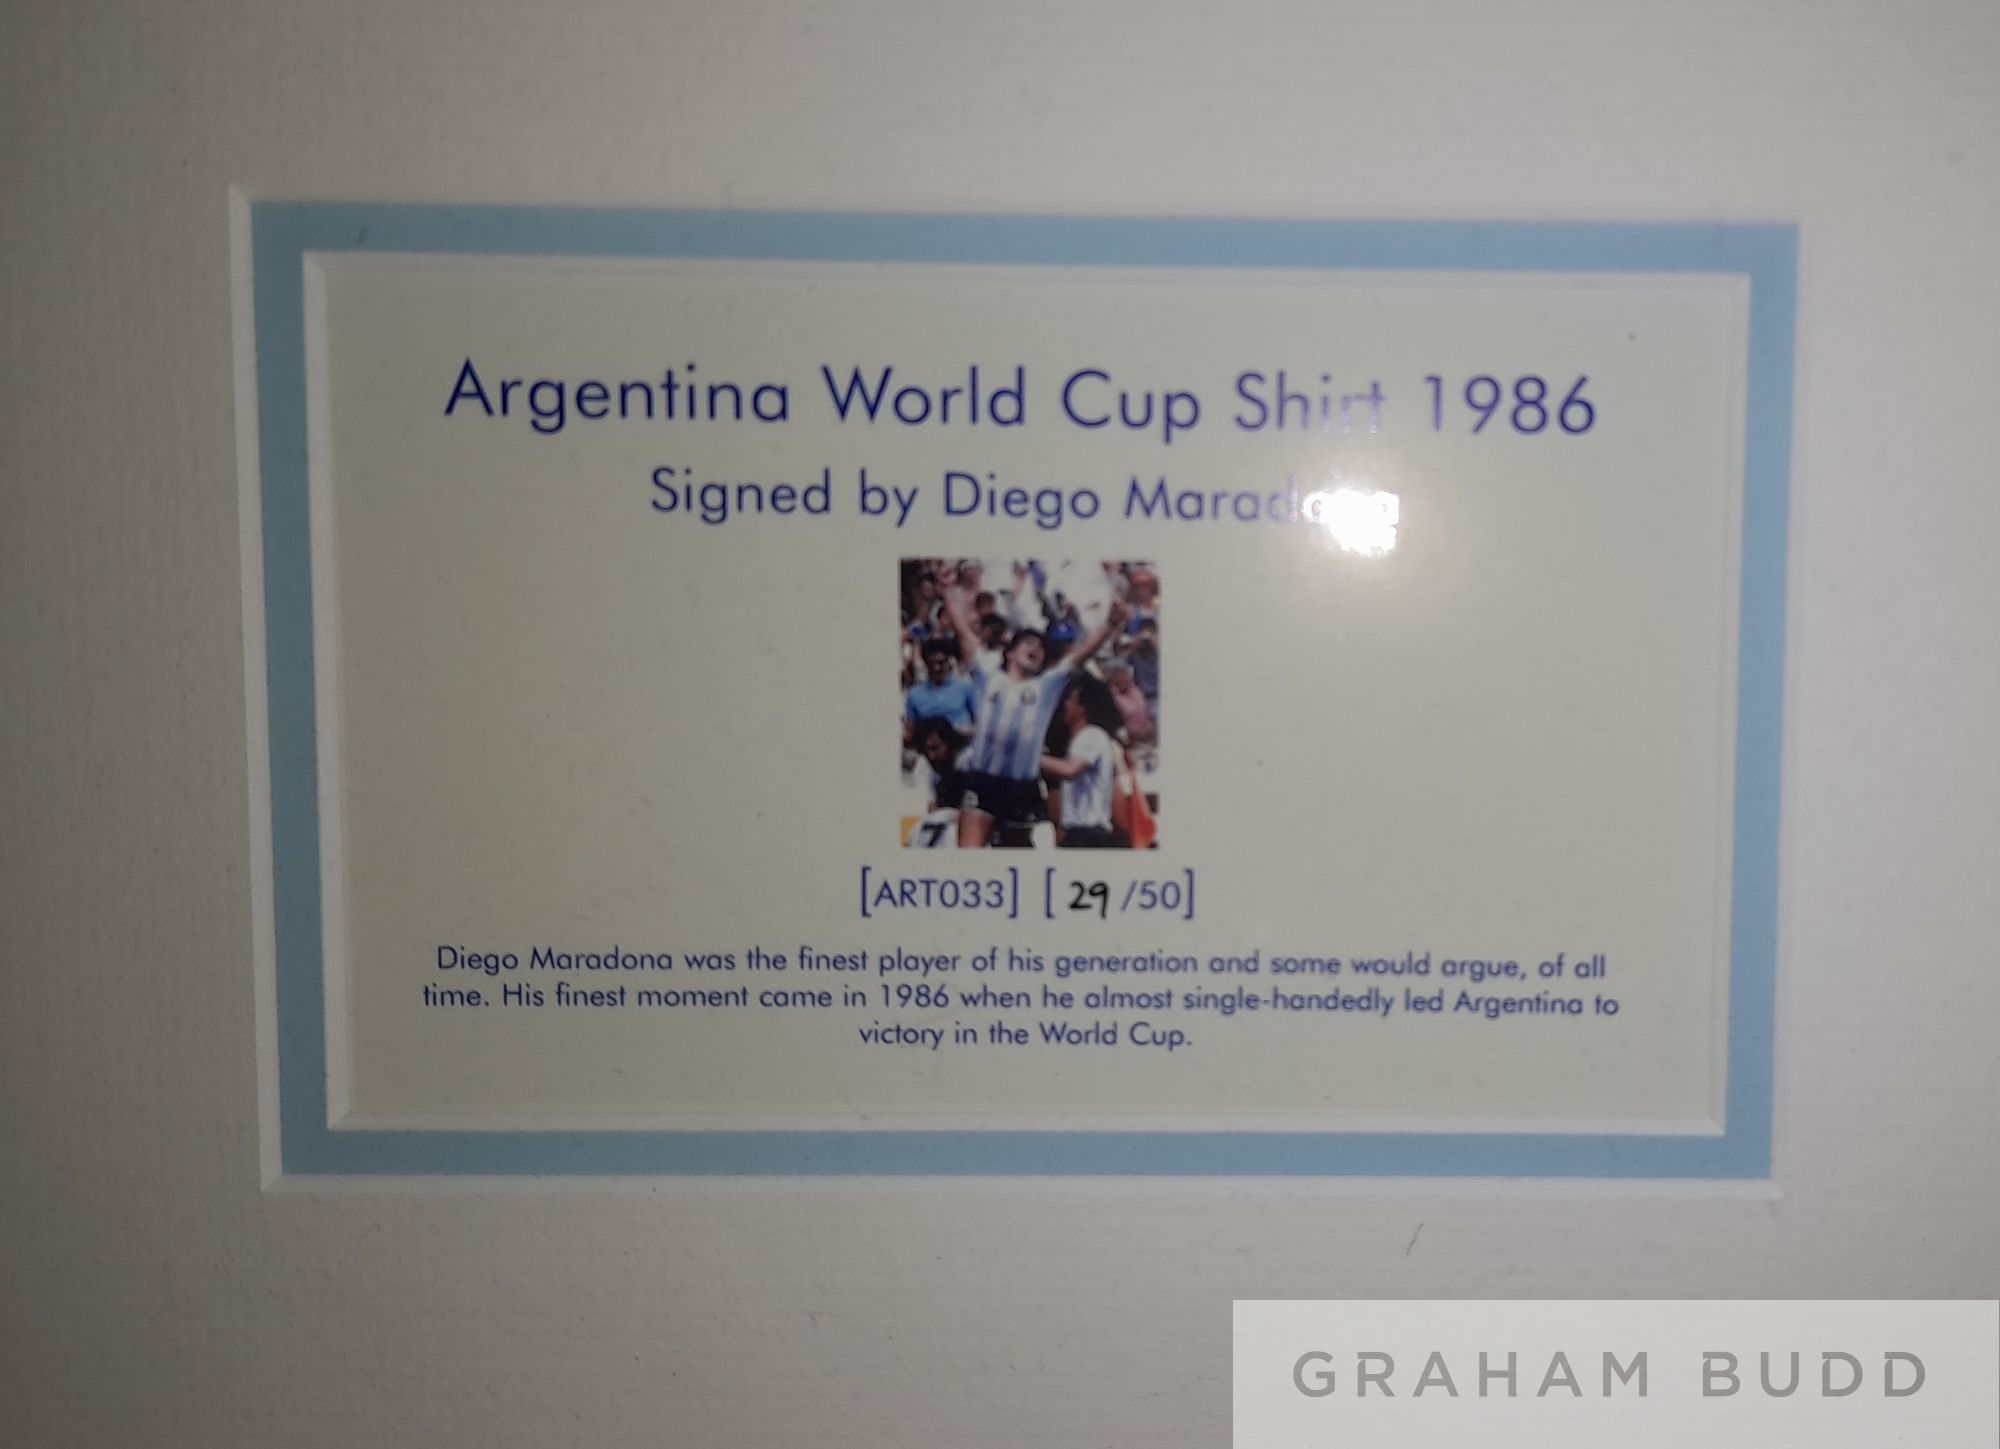 Argentina World Cup Shirt 1986
Signed by Diego Maradona
7
[ART033] [29/50]
Diego Maradona was the finest player of his generation and some would argue, of all
time. His finest moment came in 1986 when he almost single-handedly led Argentina to
victory in the World Cup.
GRAHAM BUDD